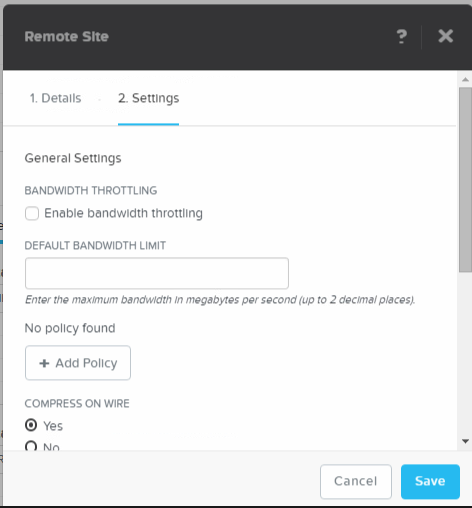 Remote Site
?
1. Details
2. Settings
General Settings
BANDWIDTH THROTTLING
Enable bandwidth throttling
DEFAULT BANDWIDTH LIMIT
Enter the maximum bandwidth in megabytes per second (up to 2 decimal places).
No policy found
+ Add Policy
COMPRESS ON WIRE
Yes
No
Cancel
Save